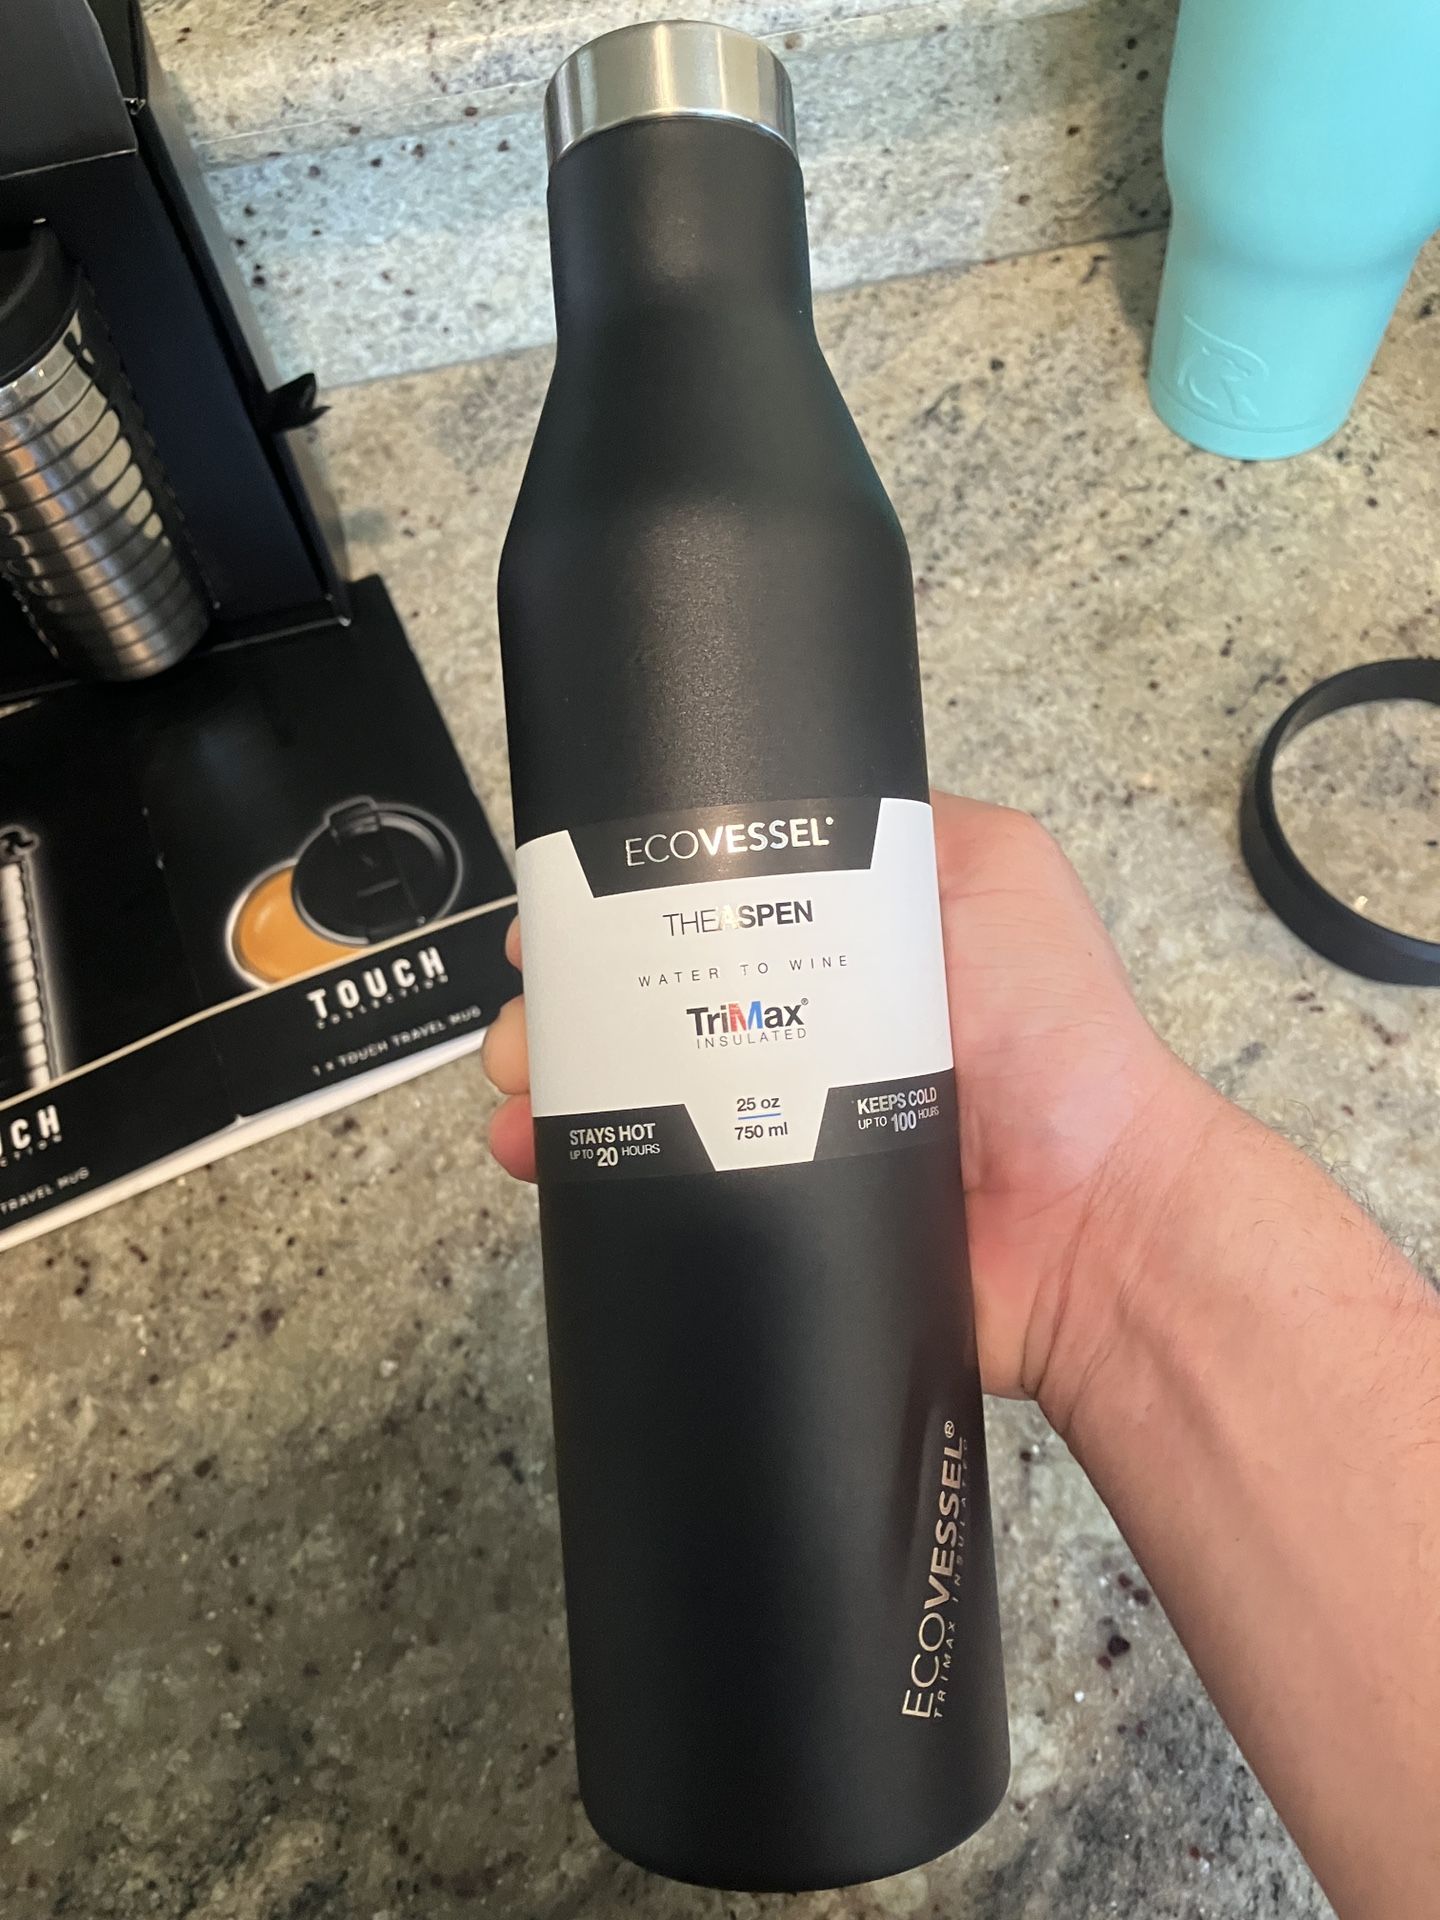 ECOVESSEL®
THEASPEN
WATER TO WINE
TriMax®
INSULATED
25 oz
750 ml
STAYS HOT
UP TO 20 HOURS
KEEPS COLD
UP TO 100 HOURS
ECOVESSEL®
TRIMAX INSULATED
TOUCH
COLLECTION
1 x TOUCH TRAVEL MUG
UCH
TRAVEL MUG
R